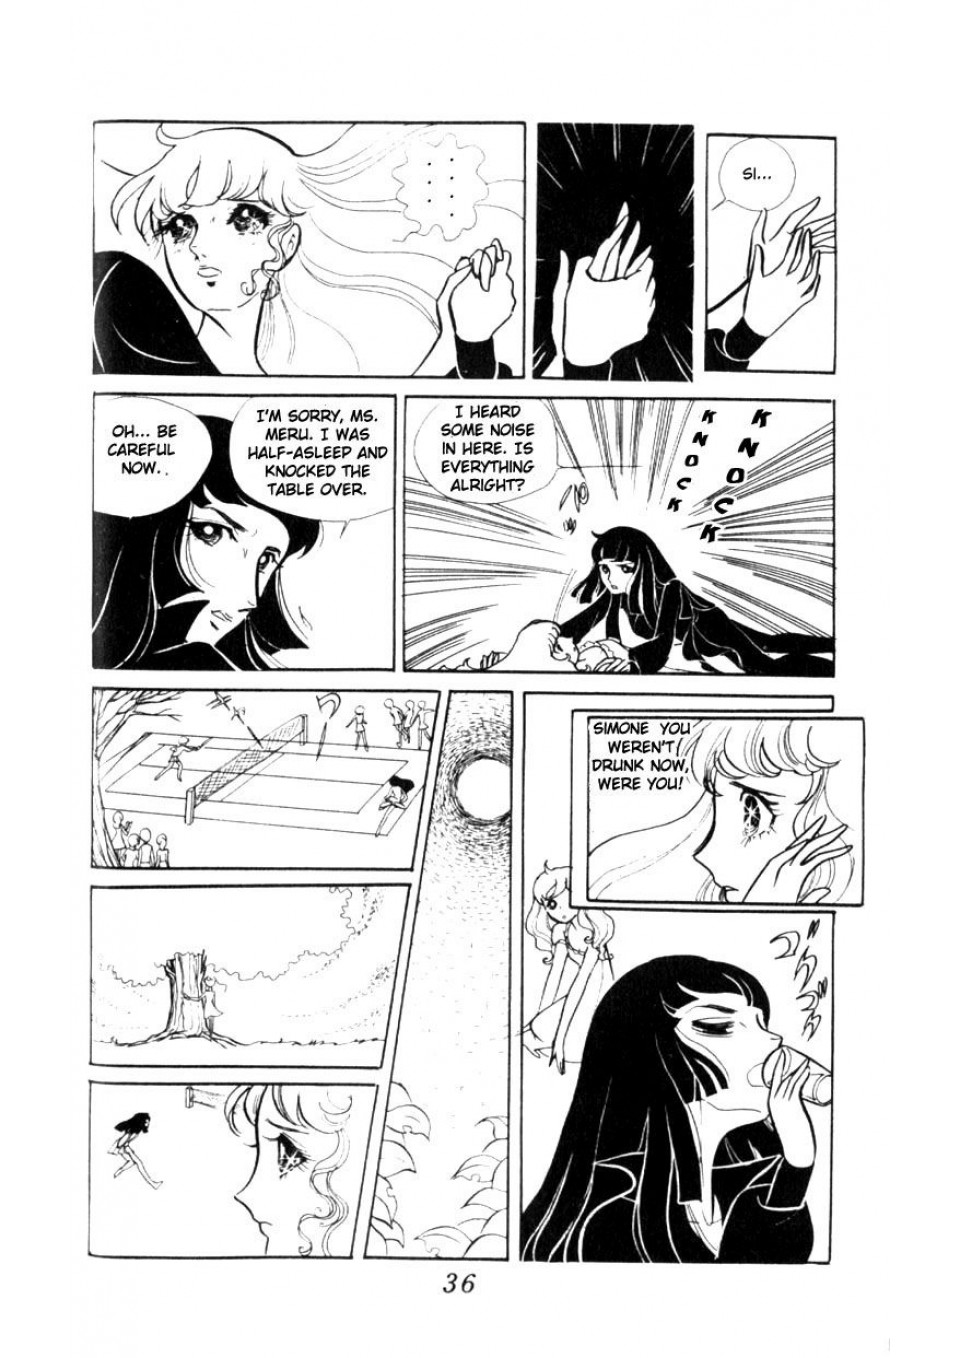 SI...
I HEARD
SOME NOISE
IN HERE. IS
EVERYTHING
ALRIGHT?
KNOCK
KNOCK
I'M SORRY, MS.
MERU. I WAS
HALF-ASLEEP AND
KNOCKED THE
TABLE OVER.
OH... BE
CAREFUL
NOW..
SIMONE YOU
WEREN'T
DRUNK NOW,
WERE YOU!
36